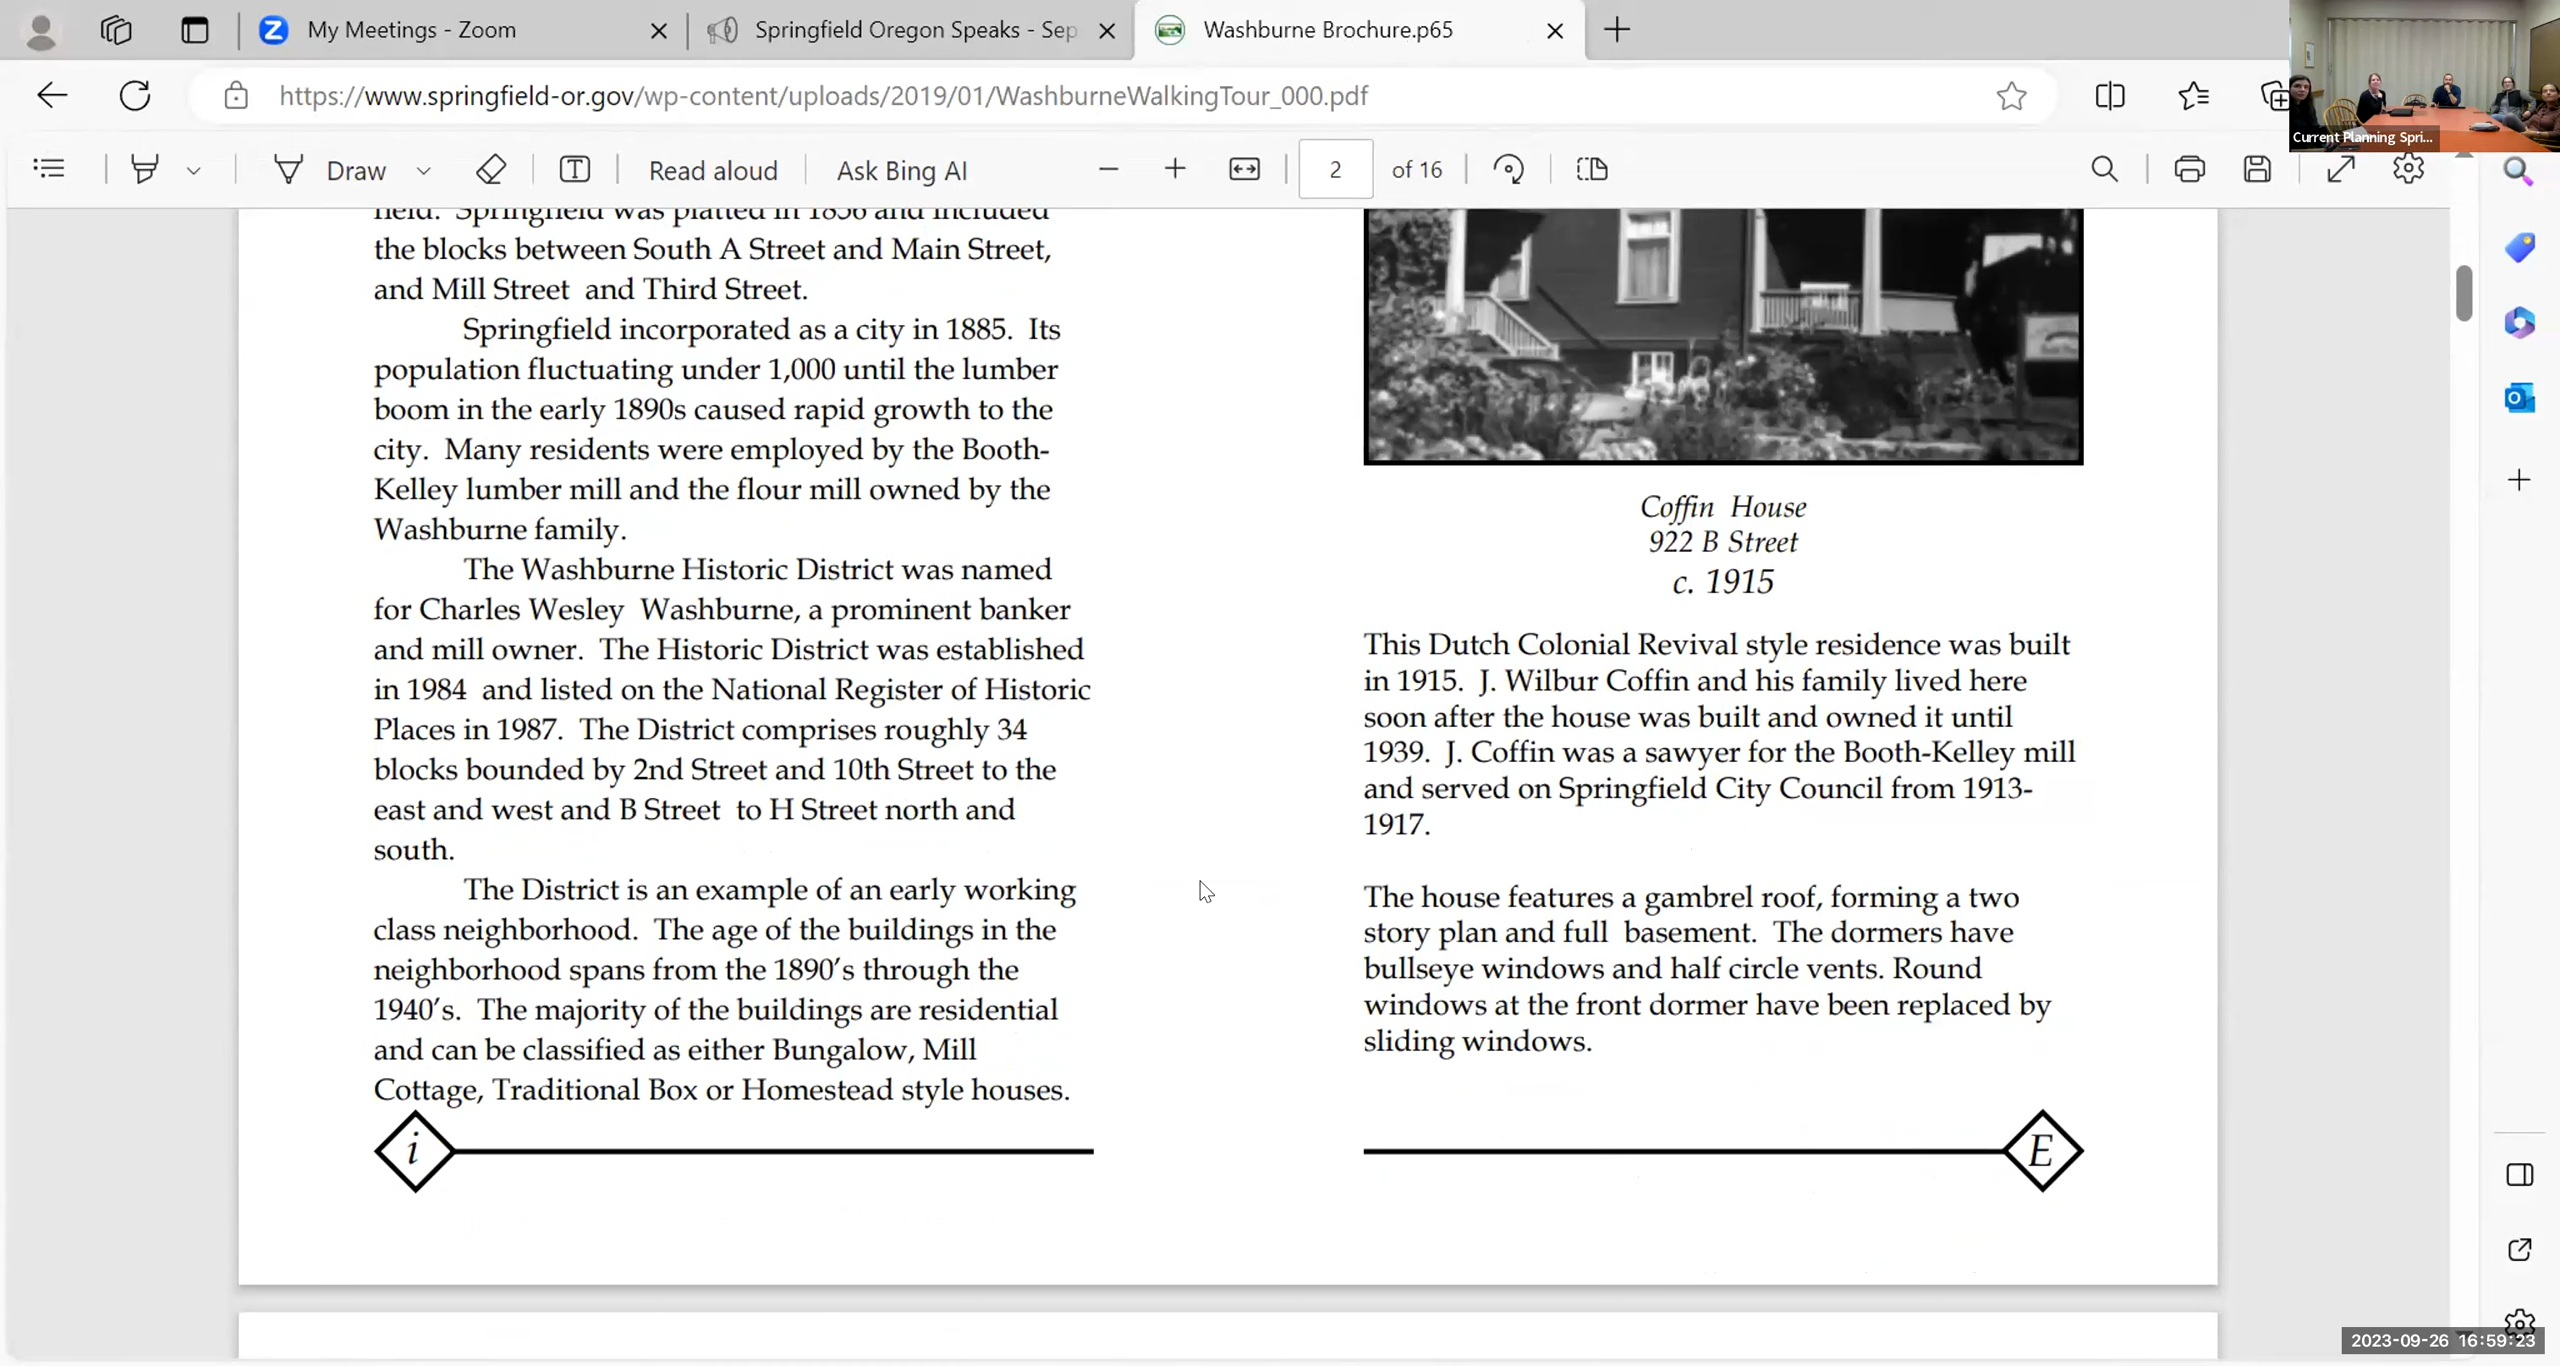 My Meetings - Zoom
Springfield Oregon Speaks - Sep
Washburne Brochure.p65
https://www.springfield-or.gov/wp-content/uploads/2019/01/WashburneWalkingTour_000.pdf
Current Planning Spri...
Draw
Read aloud
Ask Bing AI
2
of 16
field.  Springfield was platted in 1856 and included
the blocks between South A Street and Main Street,
and Mill Street  and Third Street.
Springfield incorporated as a city in 1885.  Its
population fluctuating under 1,000 until the lumber
boom in the early 1890s caused rapid growth to the
city.  Many residents were employed by the Booth-
Kelley lumber mill and the flour mill owned by the
Washburne family.
The Washburne Historic District was named
for Charles Wesley  Washburne, a prominent banker
and mill owner.  The Historic District was established
in 1984  and listed on the National Register of Historic
Places in 1987.  The District comprises roughly 34
blocks bounded by 2nd Street and 10th Street to the
east and west and B Street  to H Street north and
south.
The District is an example of an early working
class neighborhood.  The age of the buildings in the
neighborhood spans from the 1890's through the
1940's.  The majority of the buildings are residential
and can be classified as either Bungalow, Mill
Cottage, Traditional Box or Homestead style houses.
i
Coffin  House
922 B Street
c. 1915
This Dutch Colonial Revival style residence was built
in 1915.  J. Wilbur Coffin and his family lived here
soon after the house was built and owned it until
1939.  J. Coffin was a sawyer for the Booth-Kelley mill
and served on Springfield City Council from 1913-
1917.
The house features a gambrel roof, forming a two
story plan and full  basement.  The dormers have
bullseye windows and half circle vents. Round
windows at the front dormer have been replaced by
sliding windows.
E
2023-09-26  16:59:23